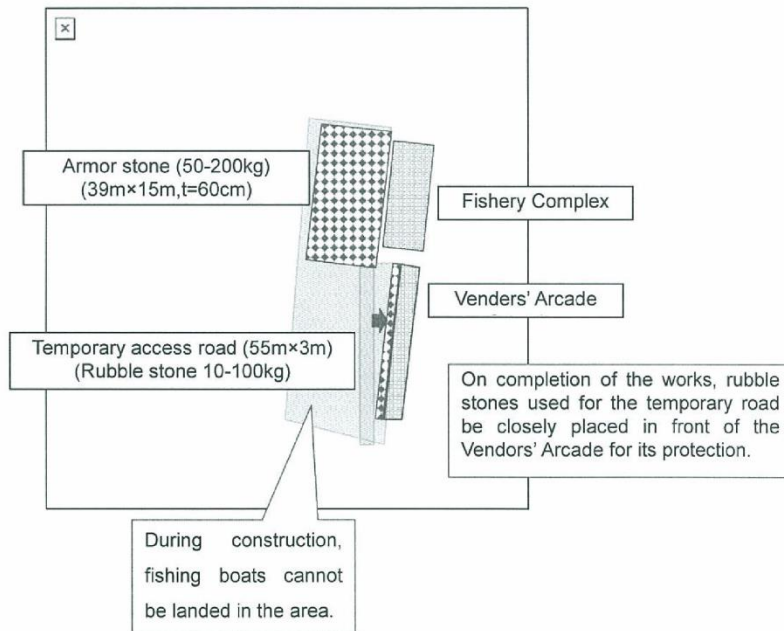 Armor stone (50-200kg)
(39m×15m,t=60cm)
Fishery Complex
Venders' Arcade
Temporary access road (55m×3m)
(Rubble stone 10-100kg)
On completion of the works, rubble
stones used for the temporary road
be closely placed in front of the
Vendors' Arcade for its protection.
During construction,
fishing boats cannot
be landed in the area.